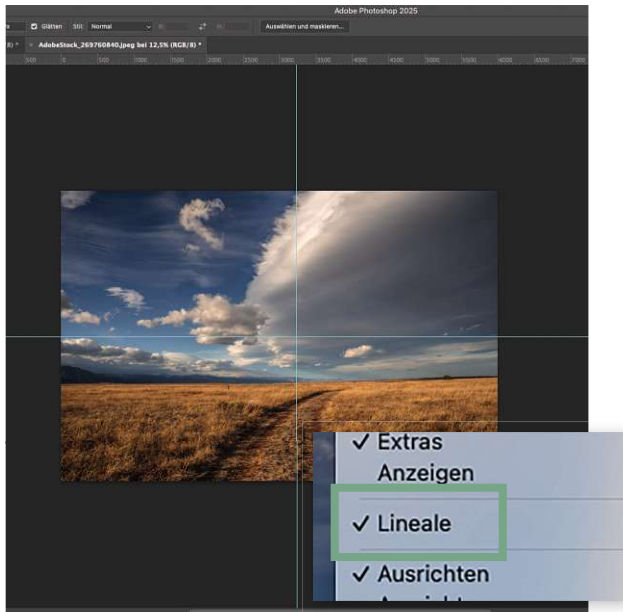 Adobe Photoshop 2025
Glätten Stil: Normal Auswählen und maskieren...
× AdobeStock_269760840.jpeg bei 12,5% (RGB/8) *
500 0 500 1000 1500 2000 2500 3000 3500 4000 4500 5000 5500 6000 6500 7000
✓ Extras
Anzeigen
✓ Lineale
✓ Ausrichten